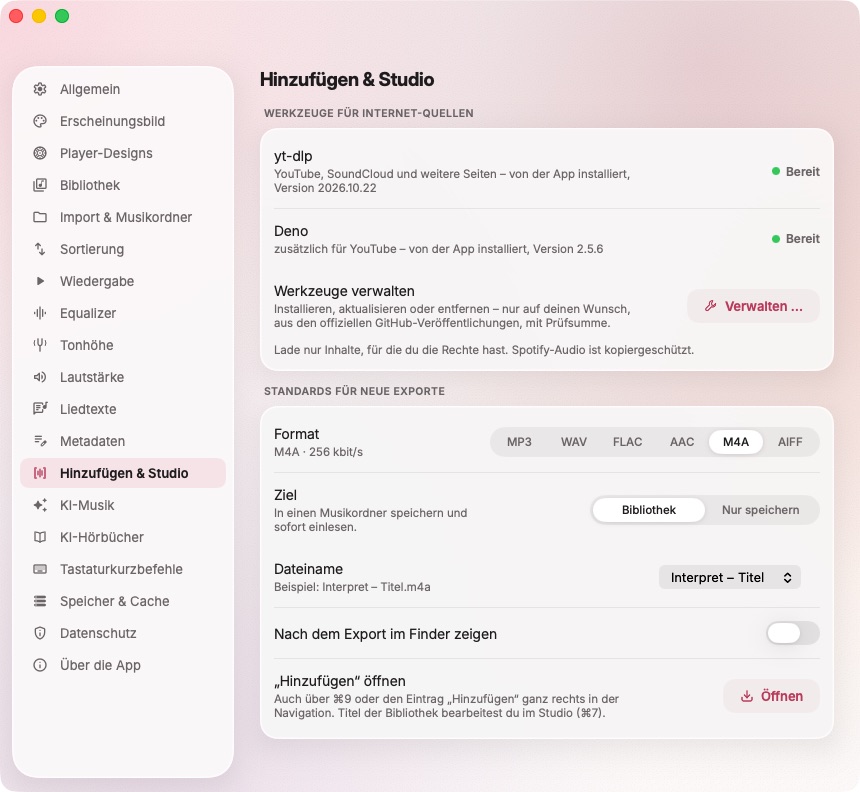 Allgemein
Erscheinungsbild
Player-Designs
Bibliothek
Import & Musikordner
Sortierung
Wiedergabe
Equalizer
Tonhöhe
Lautstärke
Liedtexte
Metadaten
Hinzufügen & Studio
KI-Musik
KI-Hörbücher
Tastaturkurzbefehle
Speicher & Cache
Datenschutz
Über die App
Hinzufügen & Studio
WERKZEUGE FÜR INTERNET-QUELLEN
yt-dlp
YouTube, SoundCloud und weitere Seiten – von der App installiert,
Version 2026.10.22
Bereit
Deno
zusätzlich für YouTube – von der App installiert, Version 2.5.6
Bereit
Werkzeuge verwalten
Installieren, aktualisieren oder entfernen – nur auf deinen Wunsch,
aus den offiziellen GitHub-Veröffentlichungen, mit Prüfsumme.
Verwalten ...
Lade nur Inhalte, für die du die Rechte hast. Spotify-Audio ist kopiergeschützt.
STANDARDS FÜR NEUE EXPORTE
Format
M4A · 256 kbit/s
MP3 WAV FLAC AAC M4A AIFF
Ziel
In einen Musikordner speichern und
sofort einlesen.
Bibliothek Nur speichern
Dateiname
Beispiel: Interpret – Titel.m4a
Interpret – Titel
Nach dem Export im Finder zeigen
„Hinzufügen“ öffnen
Auch über ⌘9 oder den Eintrag „Hinzufügen“ ganz rechts in der
Navigation. Titel der Bibliothek bearbeitest du im Studio (⌘7).
Öffnen